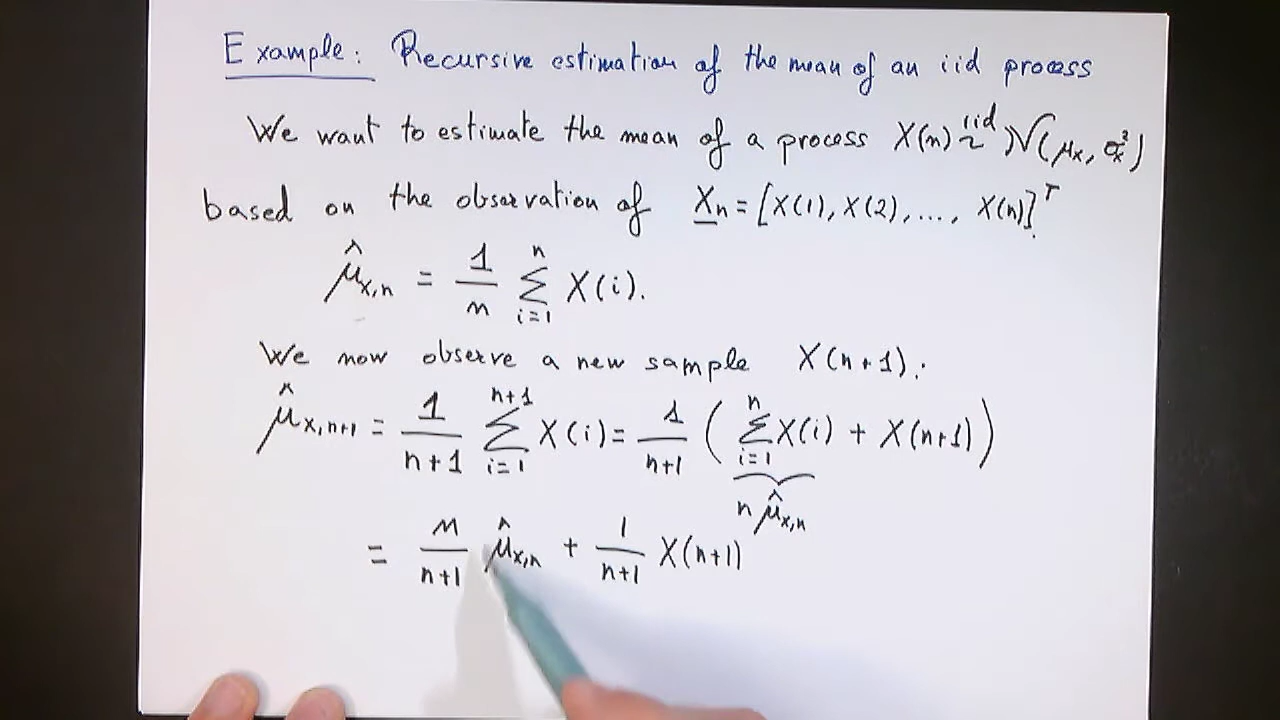 Example: Recursive estimation of the mean of an iid process
We want to estimate the mean of a process X(n) iid~ N(μx, σx²)
based on the observation of Xn = [X(1), X(2), ..., X(n)]ᵀ.
μ̂x,n = 1/n Σ_{i=1}^{n} X(i).
We now observe a new sample X(n+1):
μ̂x,n+1 = 1/(n+1) Σ_{i=1}^{n+1} X(i) = 1/(n+1) ( Σ_{i=1}^{n} X(i) + X(n+1) )
n μ̂x,n
= n/(n+1) μ̂x,n + 1/(n+1) X(n+1)